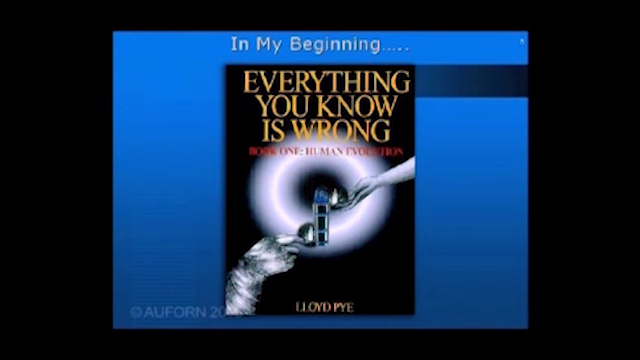 In My Beginning.....
EVERYTHING
YOU KNOW
IS WRONG
BOOK ONE: HUMAN EVOLUTION
LLOYD PYE
© AUFORN